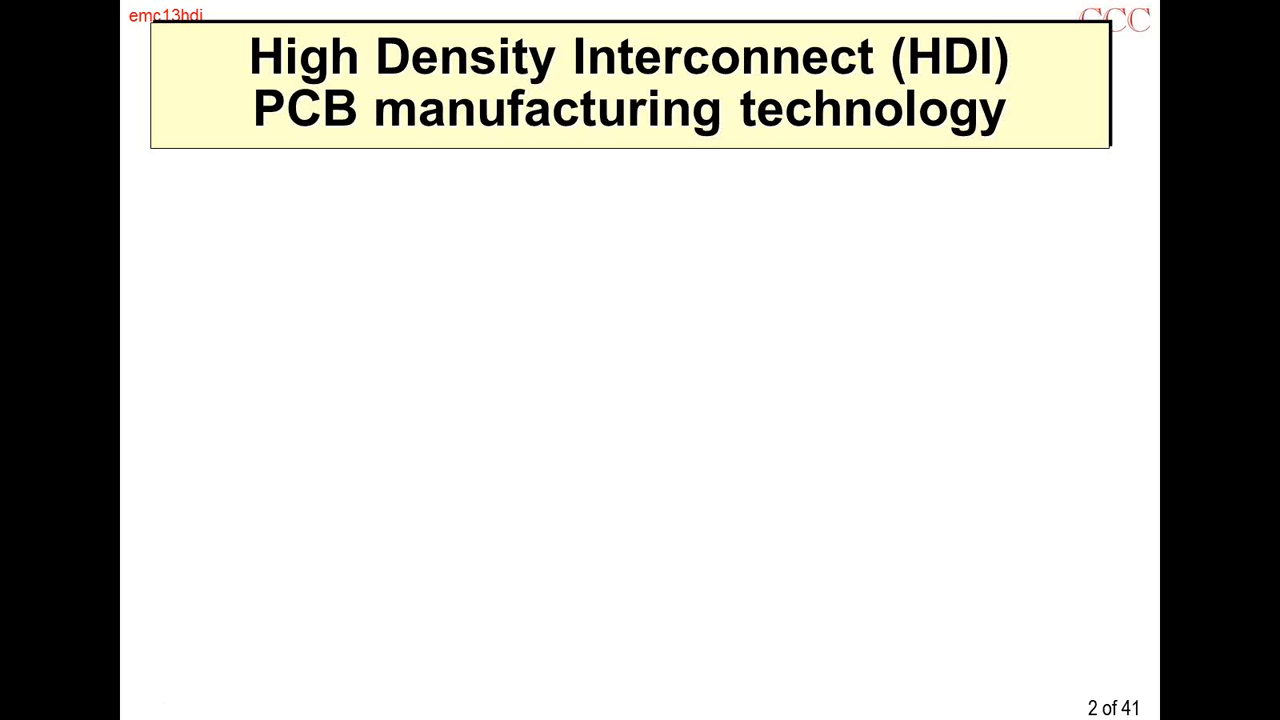 emc13hdi
CCC
High Density Interconnect (HDI)
PCB manufacturing technology
2 of 41